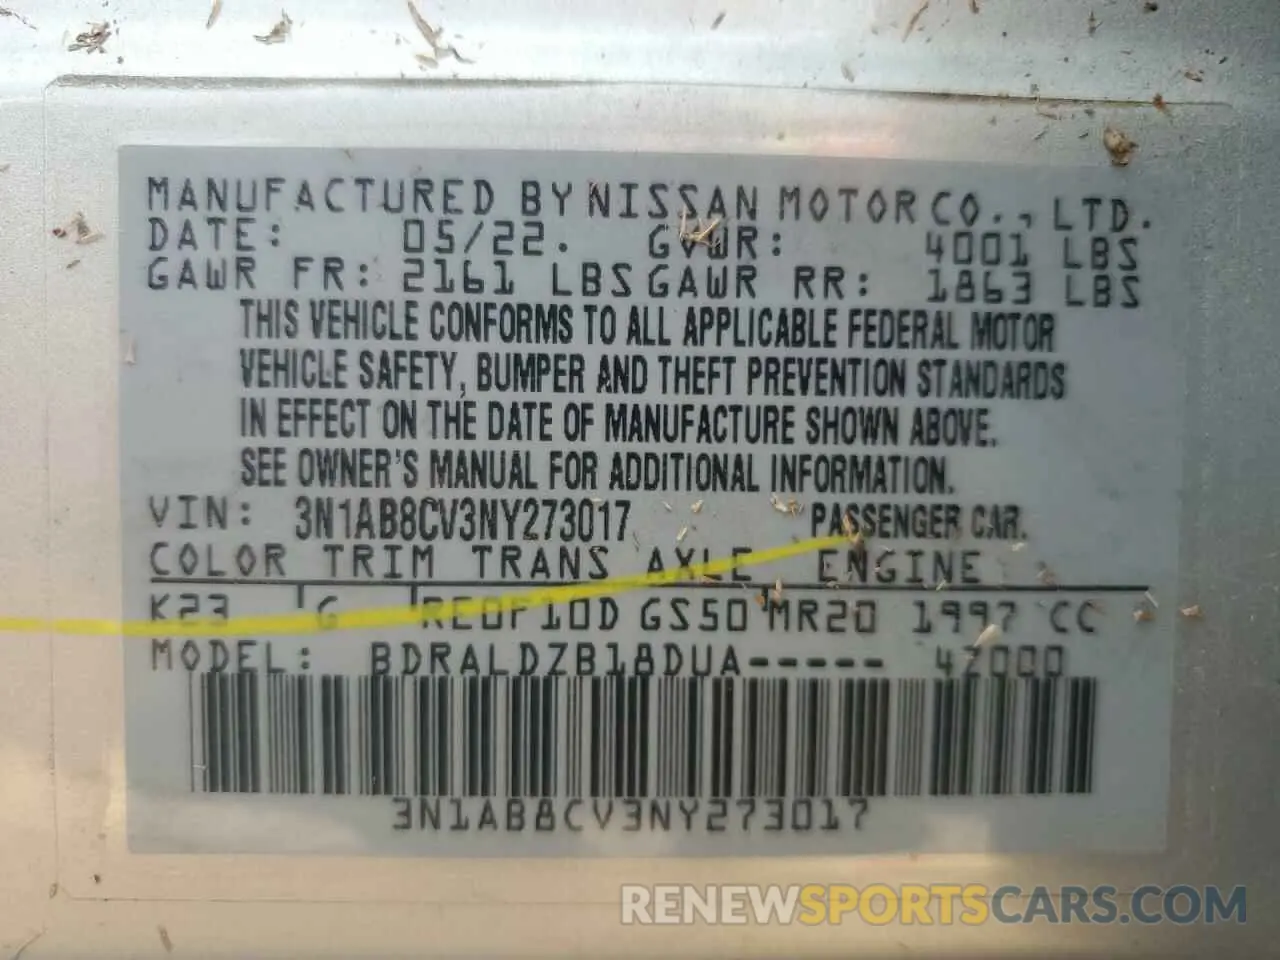 MANUFACTURED BY NISSAN MOTOR CO., LTD.
DATE: 05/22. GVWR: 4001 LBS
GAWR FR: 2161 LBS GAWR RR: 1863 LBS
THIS VEHICLE CONFORMS TO ALL APPLICABLE FEDERAL MOTOR
VEHICLE SAFETY, BUMPER AND THEFT PREVENTION STANDARDS
IN EFFECT ON THE DATE OF MANUFACTURE SHOWN ABOVE.
SEE OWNER'S MANUAL FOR ADDITIONAL INFORMATION.
VIN: 3N1AB8CV3NY273017 PASSENGER CAR.
COLOR TRIM TRANS AXLE ENGINE
K23 G RE0F10D GS50 MR20 1997 CC
MODEL: BDRALDZB18DUA----- 4Z000
3N1AB8CV3NY273017
RENEWSPORTSCARS.COM